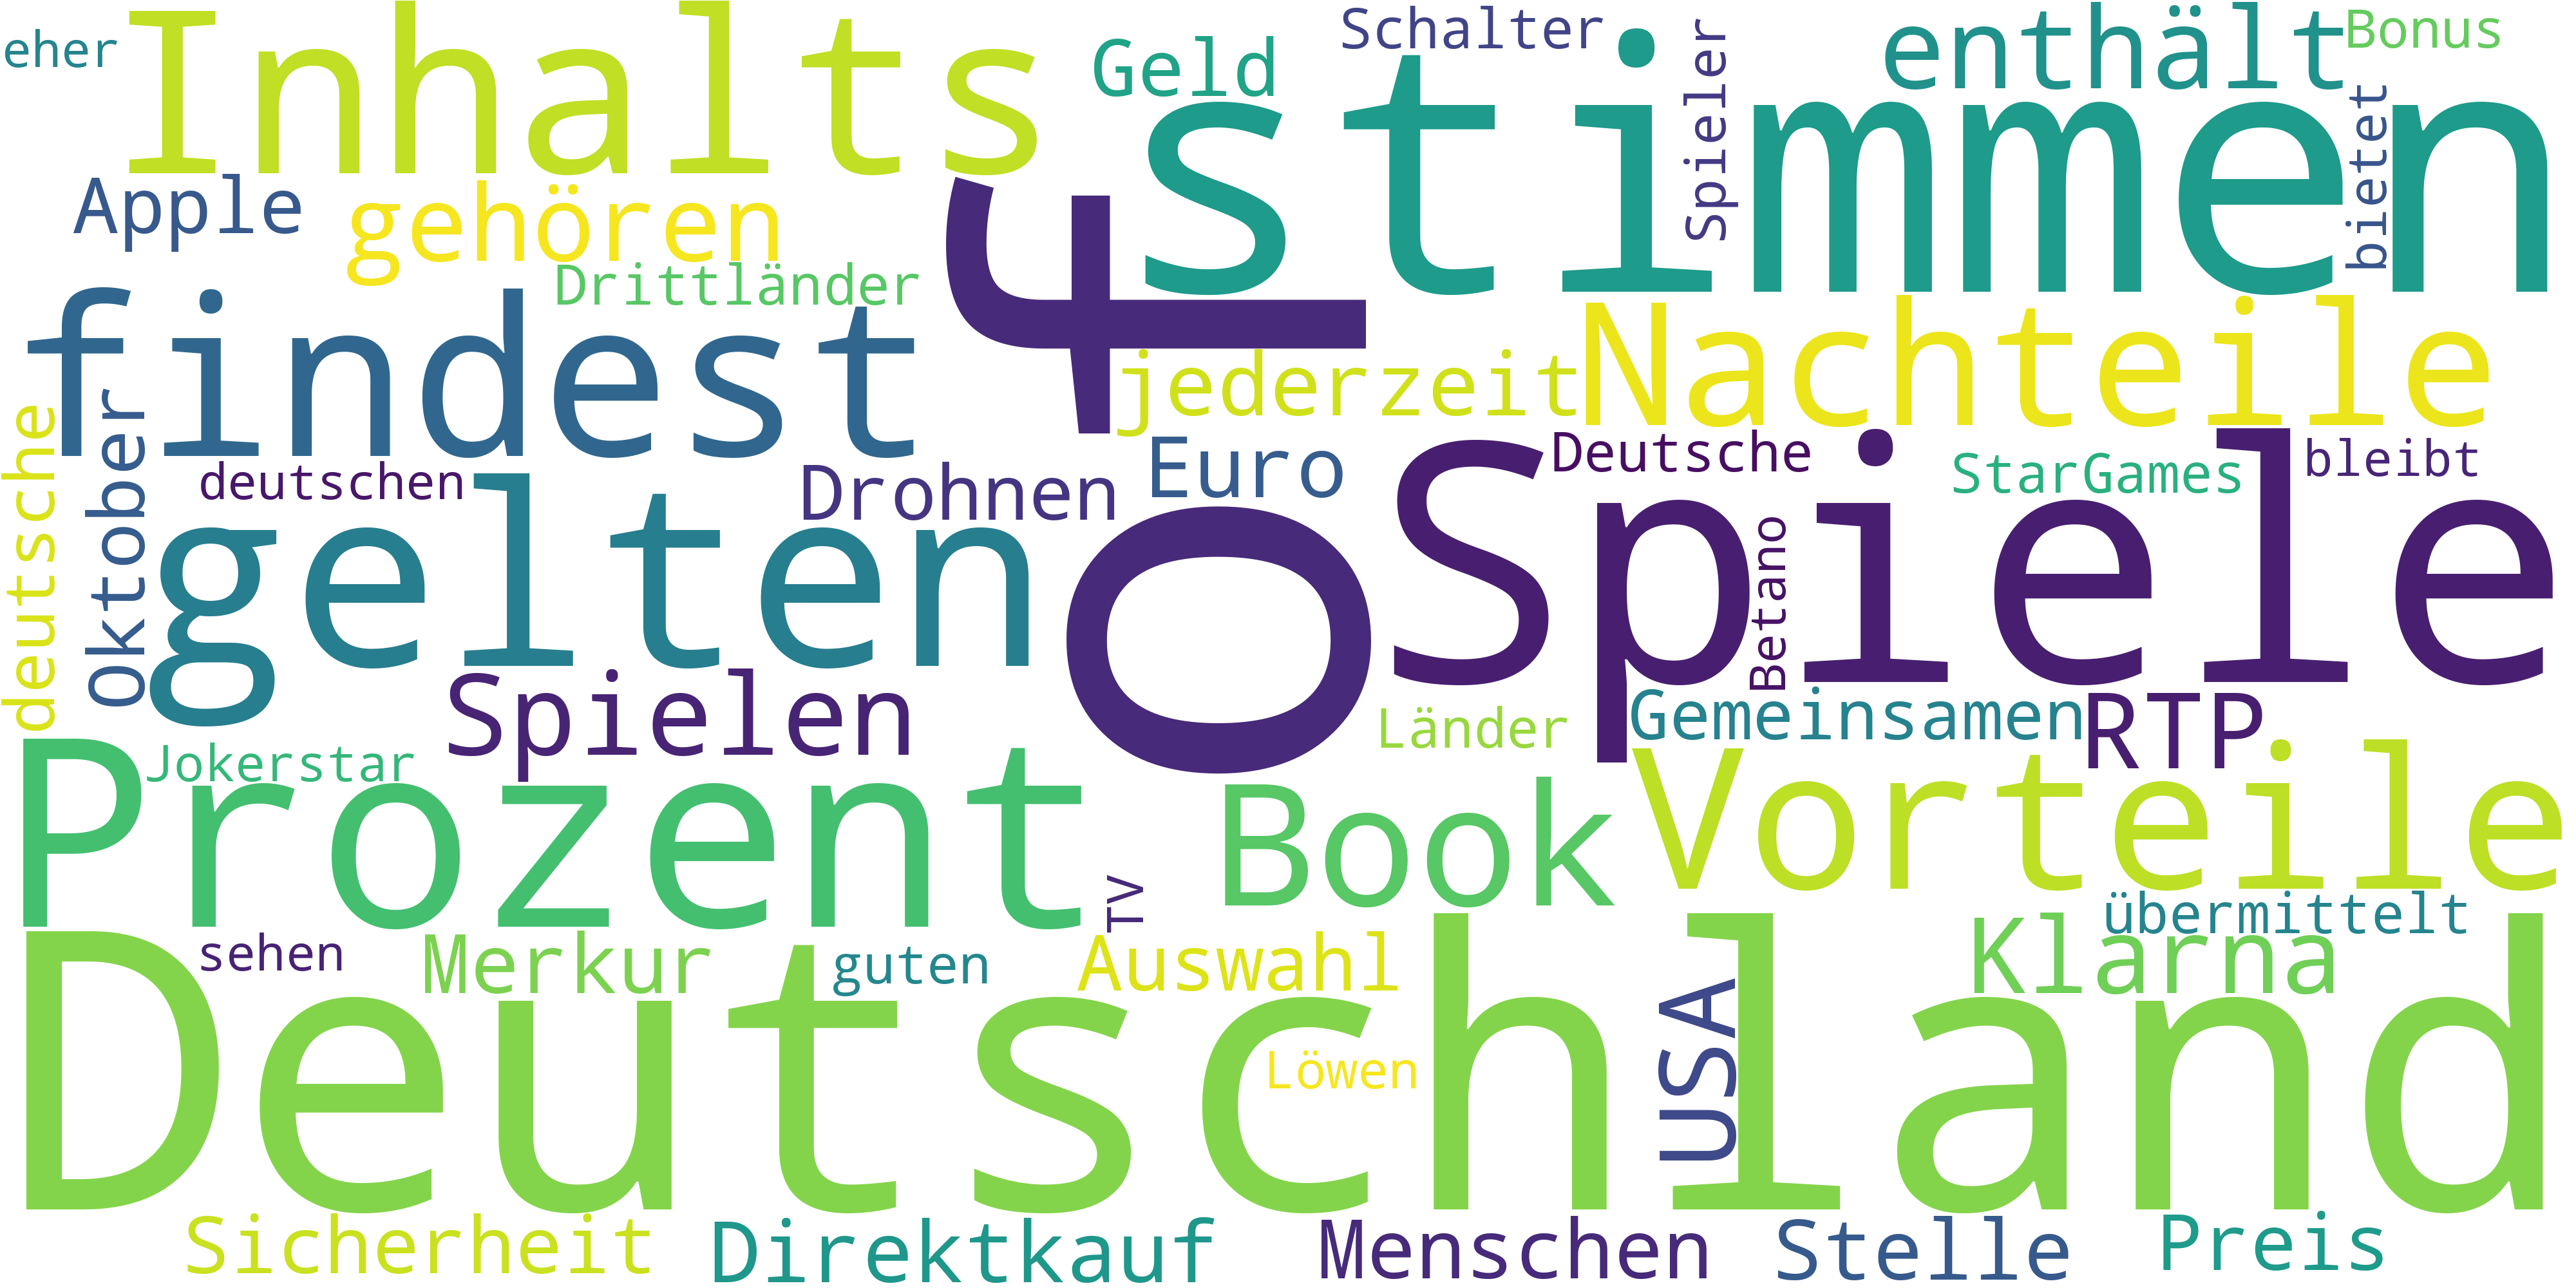 eher
Inhalts
Geld
Schalter
Spieler
enthält
Bonus
stimmen
bietet
Apple
gehören
Drittländer
of
findest
jederzeit
Nachteile
deutsche
Oktober
deutschen
gelten
Drohnen
Euro
Deutsche
Spiele
StarGames
bleibt
Betano
Spielen
Länder
Gemeinsamen
RTP
Jokerstar
Prozent
TV
Book
Vorteile
übermittelt
sehen
Merkur
guten
Auswahl
Klarna
Deutschland
Löwen
USA
Sicherheit
Direktkauf
Menschen
Stelle
Preis